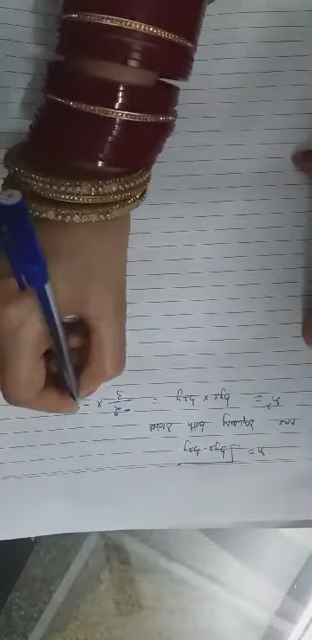 r = √byx·bxy
now squaring both sides
r² = byx × bxy = -2/3 × -